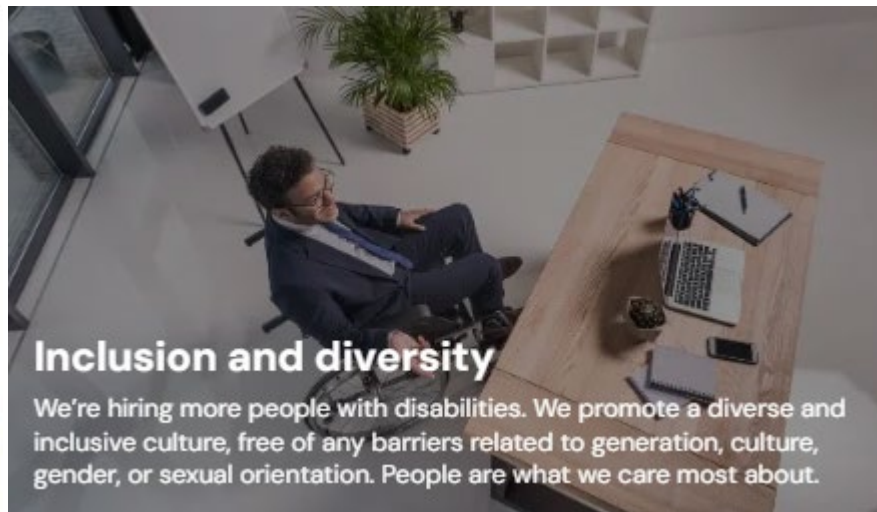 Inclusion and diversity
We're hiring more people with disabilities. We promote a diverse and
inclusive culture, free of any barriers related to generation, culture,
gender, or sexual orientation. People are what we care most about.